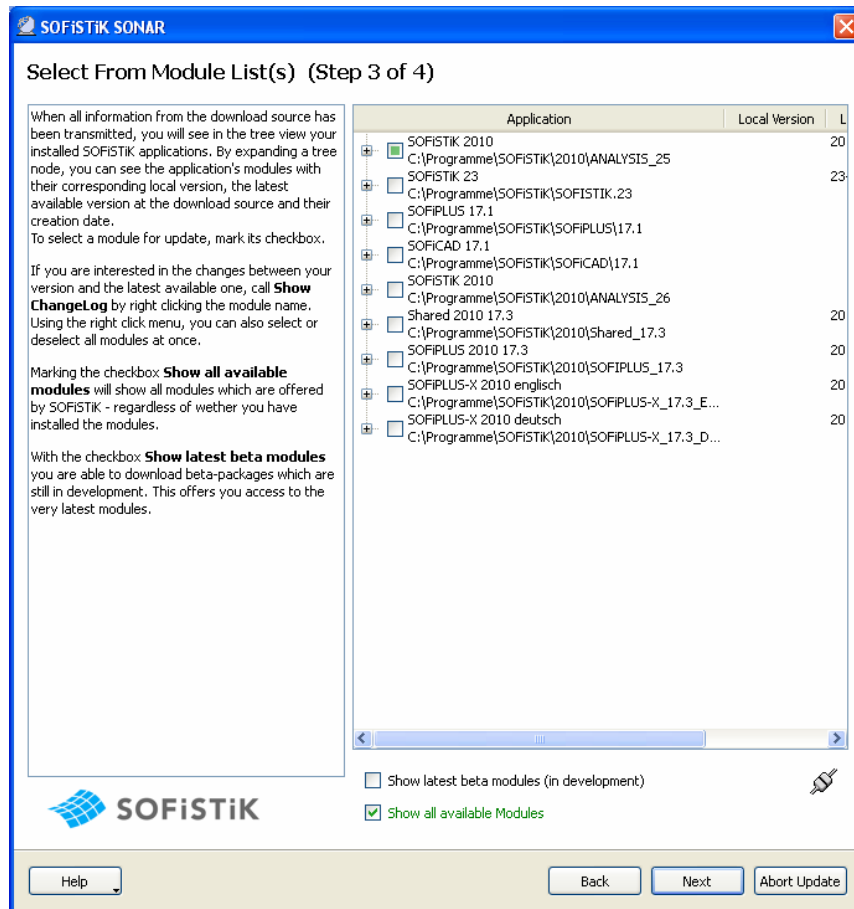 SOFiSTiK SONAR
Select From Module List(s) (Step 3 of 4)
When all information from the download source has
been transmitted, you will see in the tree view your
installed SOFiSTiK applications. By expanding a tree
node, you can see the application's modules with
their corresponding local version, the latest
available version at the download source and their
creation date.
To select a module for update, mark its checkbox.
If you are interested in the changes between your
version and the latest available one, call Show
ChangeLog by right clicking the module name.
Using the right click menu, you can also select or
deselect all modules at once.
Marking the checkbox Show all available
modules will show all modules which are offered
by SOFiSTiK - regardless of wether you have
installed the modules.
With the checkbox Show latest beta modules
you are able to download beta-packages which are
still in development. This offers you access to the
very latest modules.
Application Local Version L
SOFiSTiK 2010 20
C:\Programme\SOFiSTiK\2010\ANALYSIS_25
SOFiSTiK 23 23-
C:\Programme\SOFiSTiK\SOFISTIK.23
SOFiPLUS 17.1
C:\Programme\SOFiSTiK\SOFiPLUS\17.1
SOFiCAD 17.1
C:\Programme\SOFiSTiK\SOFiCAD\17.1
SOFiSTiK 2010
C:\Programme\SOFiSTiK\2010\ANALYSIS_26
Shared 2010 17.3 20
C:\Programme\SOFiSTiK\2010\Shared_17.3
SOFiPLUS 2010 17.3 20
C:\Programme\SOFiSTiK\2010\SOFIPLUS_17.3
SOFiPLUS-X 2010 englisch 20
C:\Programme\SOFiSTiK\2010\SOFiPLUS-X_17.3_E...
SOFiPLUS-X 2010 deutsch 20
C:\Programme\SOFiSTiK\2010\SOFiPLUS-X_17.3_D...
Show latest beta modules (in development)
Show all available Modules
SOFiSTiK
Help Back Next Abort Update